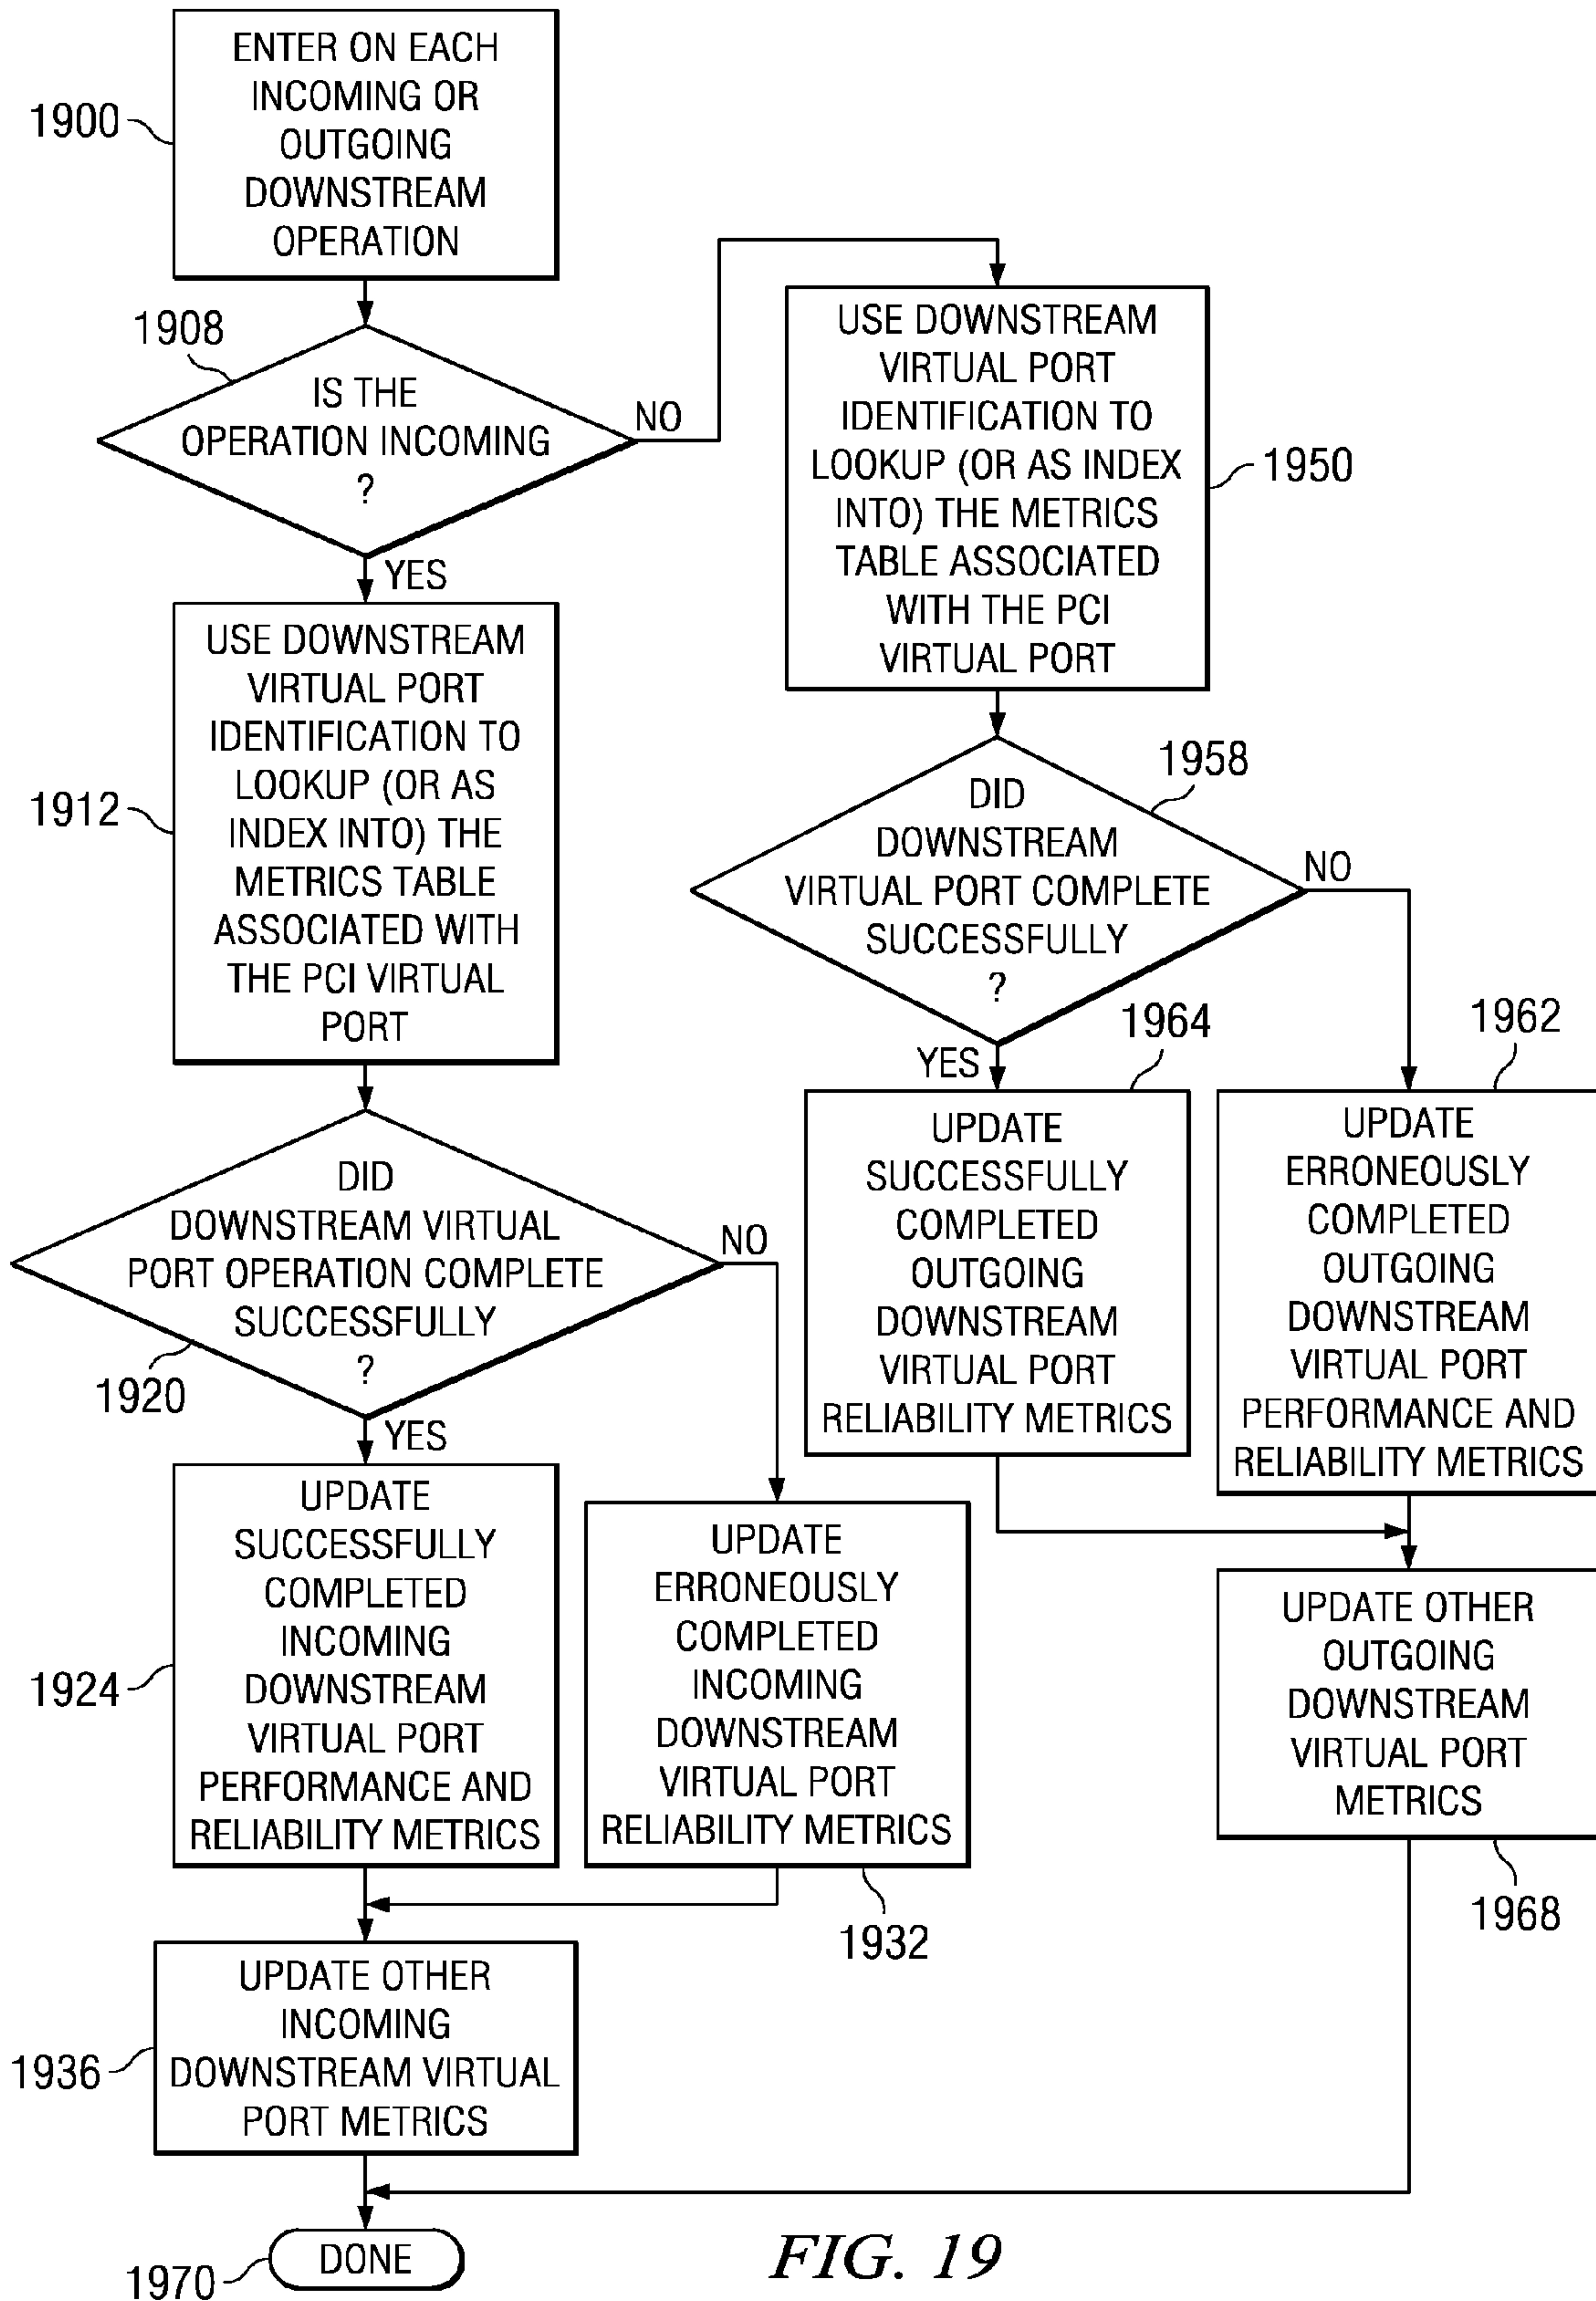 ENTER ON EACH
INCOMING OR
OUTGOING
DOWNSTREAM
OPERATION
1900
1908
IS THE
OPERATION INCOMING
?
NO
YES
USE DOWNSTREAM
VIRTUAL PORT
IDENTIFICATION TO
LOOKUP (OR AS
INDEX INTO) THE
METRICS TABLE
ASSOCIATED WITH
THE PCI VIRTUAL
PORT
1912
DID
DOWNSTREAM VIRTUAL
PORT OPERATION COMPLETE
SUCCESSFULLY
?
1920
NO
YES
UPDATE
SUCCESSFULLY
COMPLETED
INCOMING
DOWNSTREAM
VIRTUAL PORT
PERFORMANCE AND
RELIABILITY METRICS
1924
UPDATE
ERRONEOUSLY
COMPLETED
INCOMING
DOWNSTREAM
VIRTUAL PORT
RELIABILITY METRICS
1932
UPDATE OTHER
INCOMING
DOWNSTREAM VIRTUAL
PORT METRICS
1936
USE DOWNSTREAM
VIRTUAL PORT
IDENTIFICATION TO
LOOKUP (OR AS INDEX
INTO) THE METRICS
TABLE ASSOCIATED
WITH THE PCI
VIRTUAL PORT
1950
1958
DID
DOWNSTREAM
VIRTUAL PORT COMPLETE
SUCCESSFULLY
?
NO
YES
1964
UPDATE
SUCCESSFULLY
COMPLETED
OUTGOING
DOWNSTREAM
VIRTUAL PORT
RELIABILITY METRICS
1962
UPDATE
ERRONEOUSLY
COMPLETED
OUTGOING
DOWNSTREAM
VIRTUAL PORT
PERFORMANCE AND
RELIABILITY METRICS
UPDATE OTHER
OUTGOING
DOWNSTREAM
VIRTUAL PORT
METRICS
1968
DONE
1970
FIG. 19